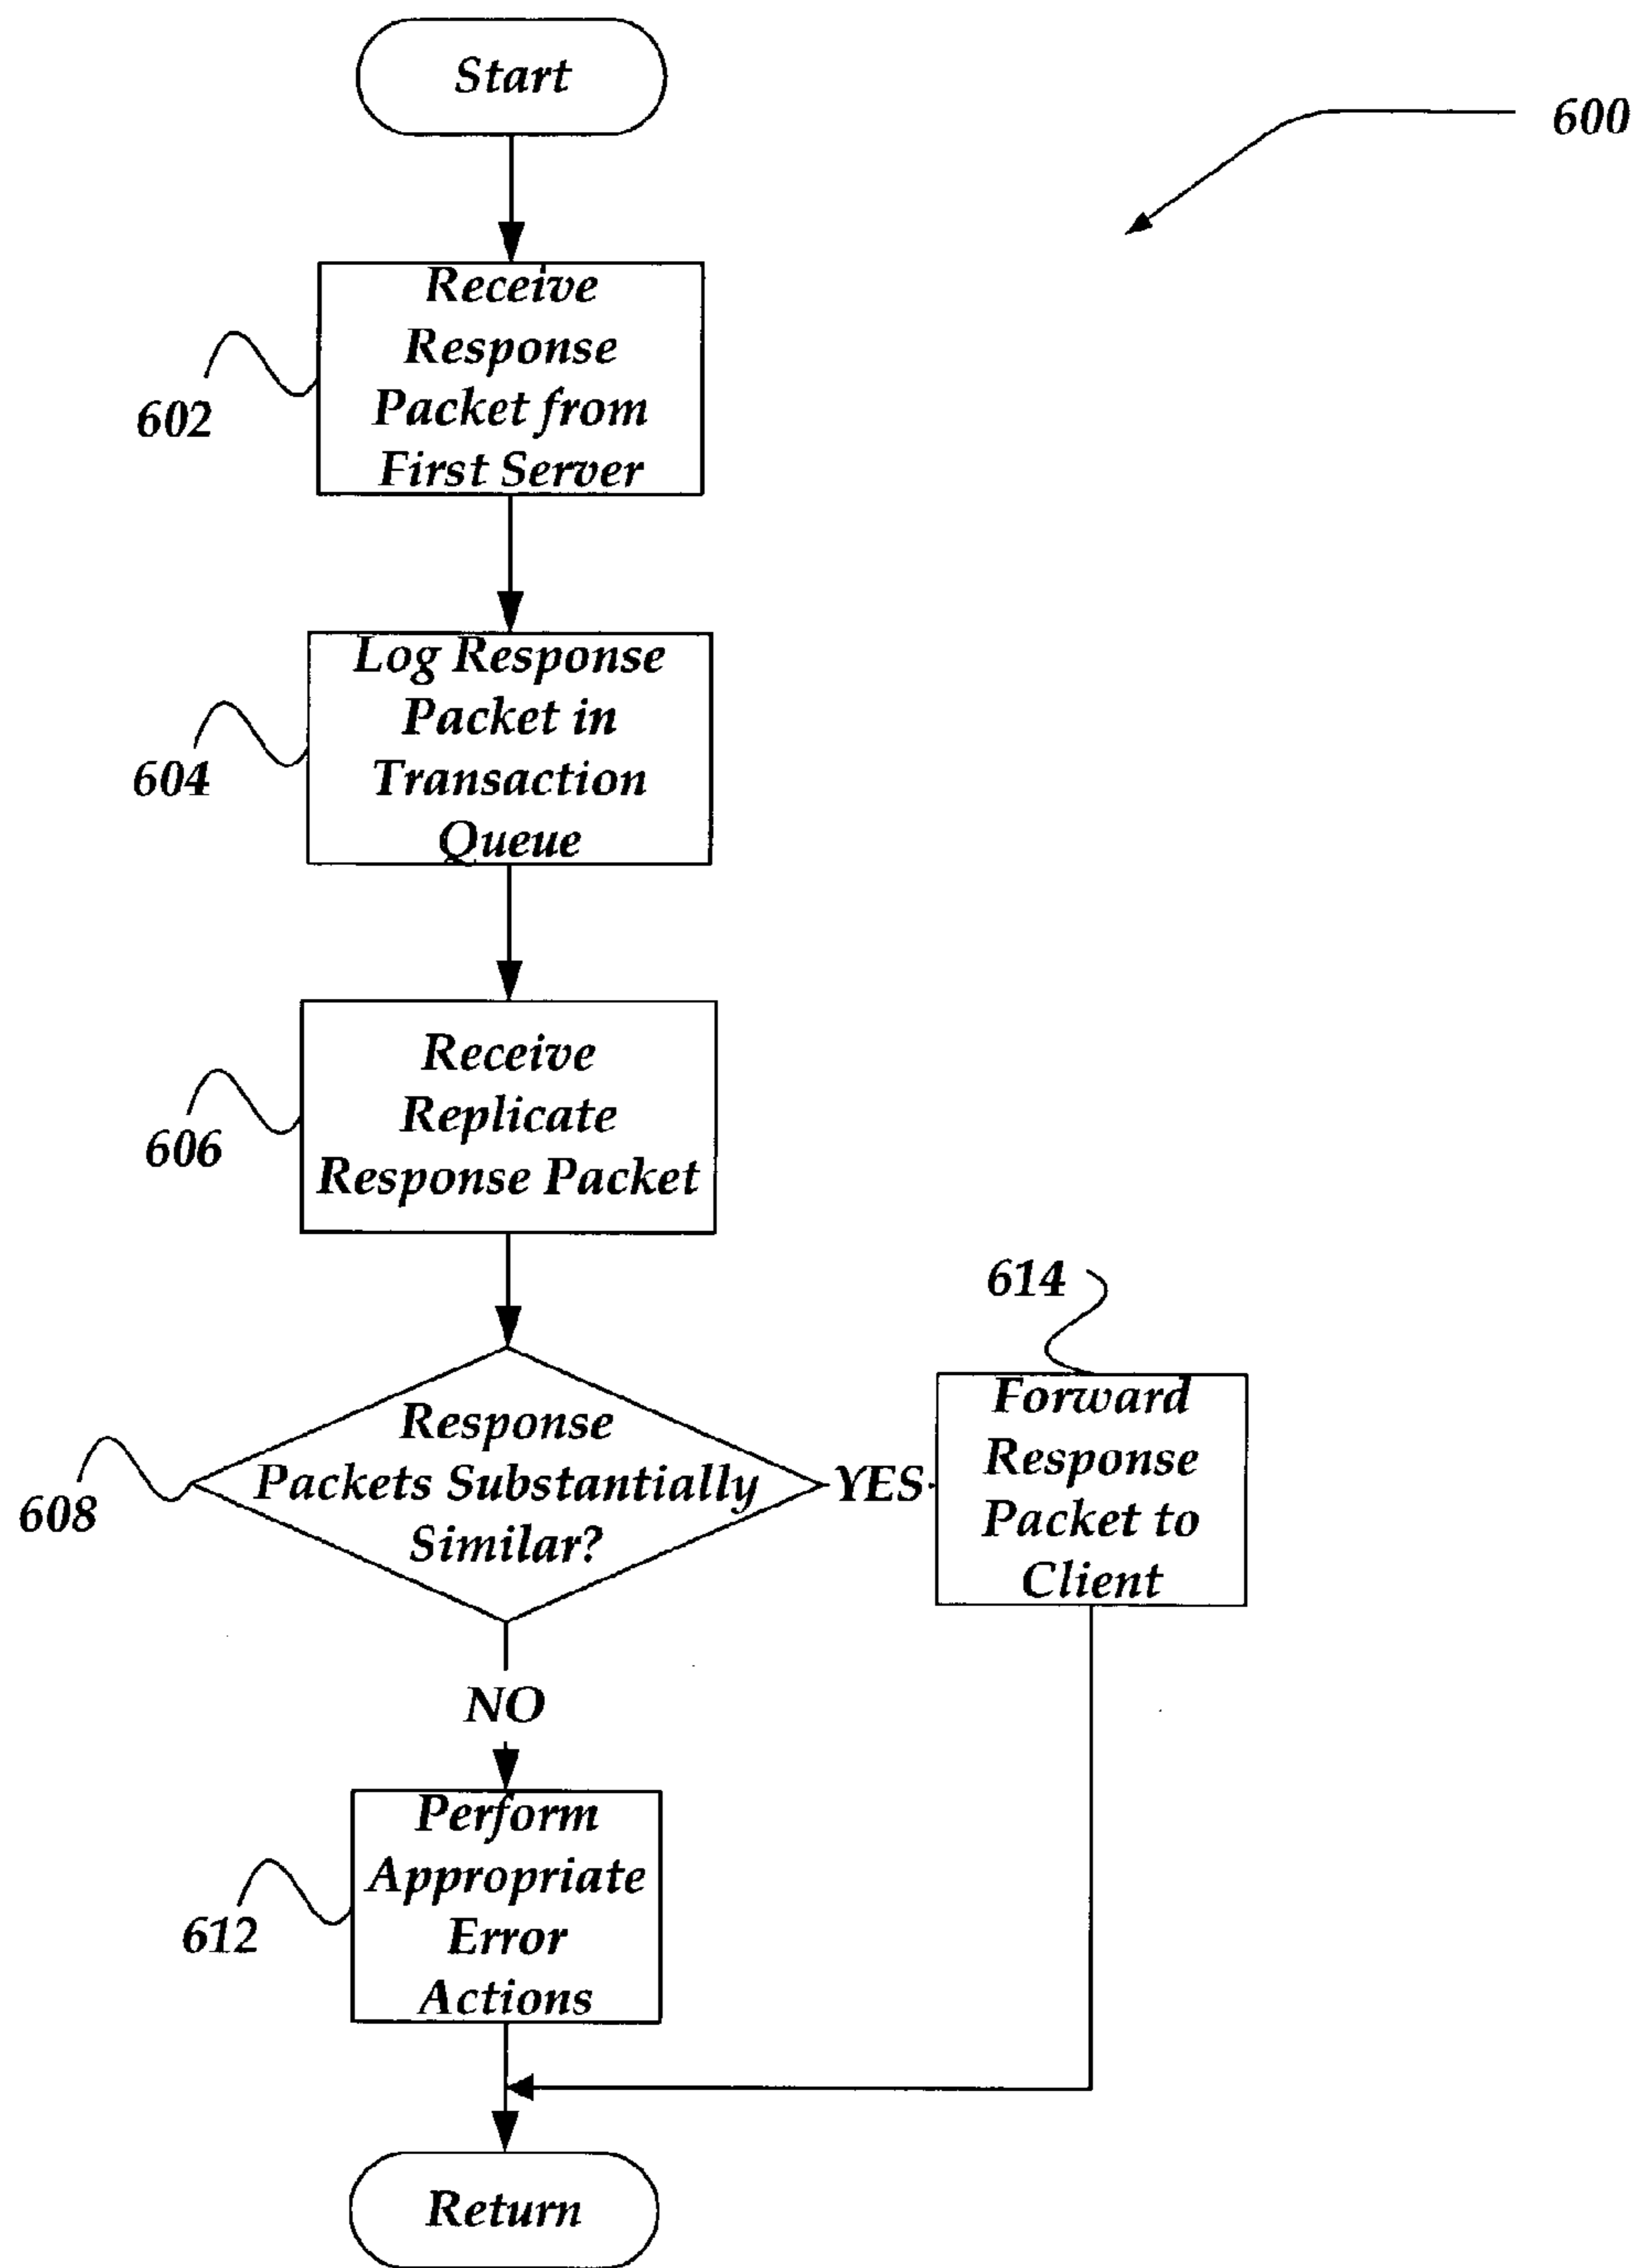 Start
600
Receive
Response
Packet from
First Server
602
Log Response
Packet in
Transaction
Queue
604
Receive
Replicate
Response Packet
606
614
Response
Packets Substantially
Similar?
608
YES
Forward
Response
Packet to
Client
NO
Perform
Appropriate
Error
Actions
612
Return